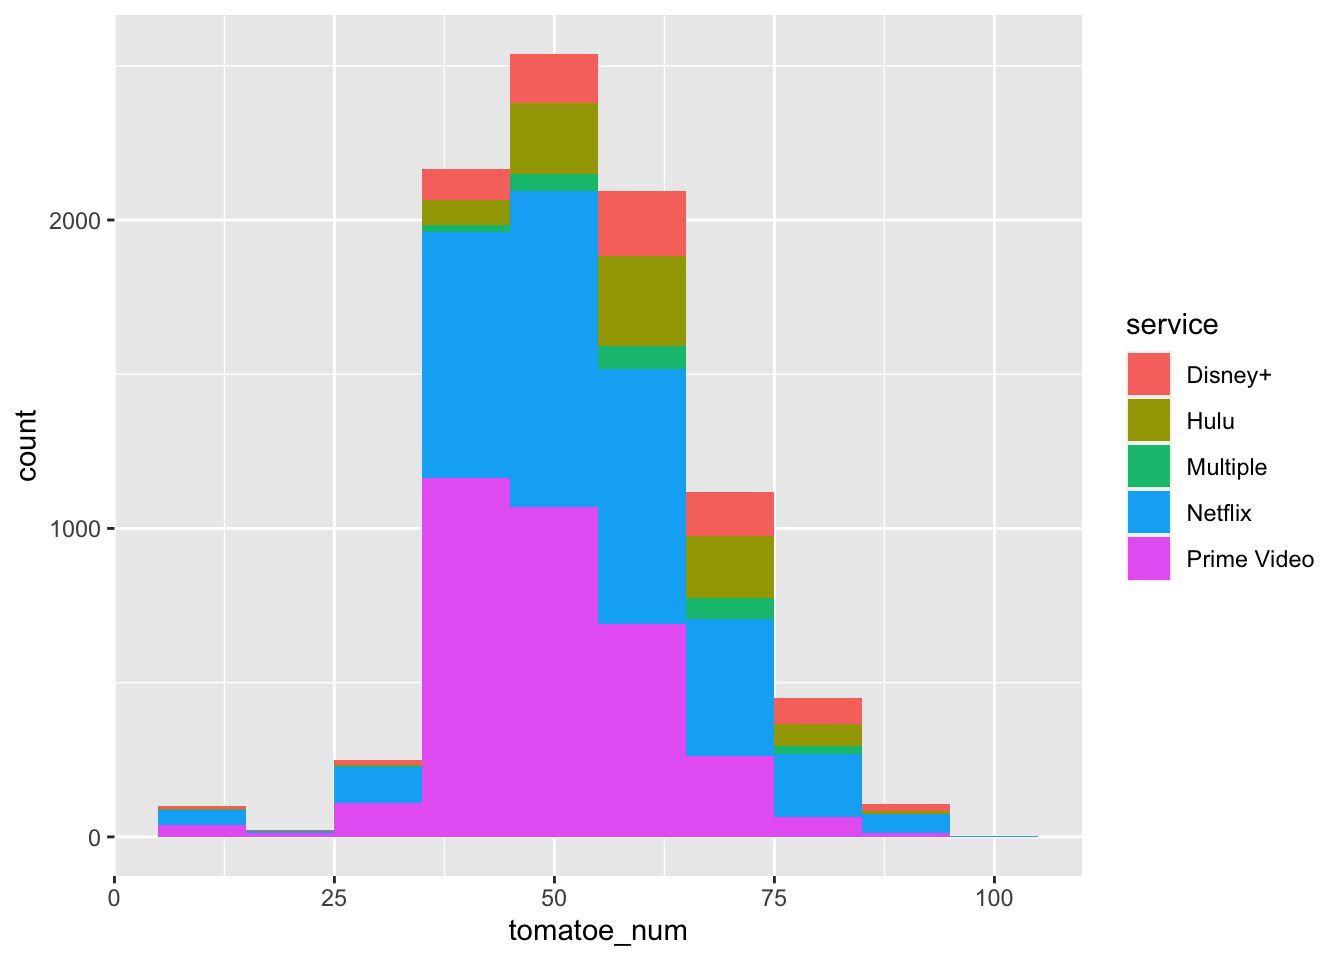 2000
1000
0
count
0 25 50 75 100
tomatoe_num
service
Disney+
Hulu
Multiple
Netflix
Prime Video